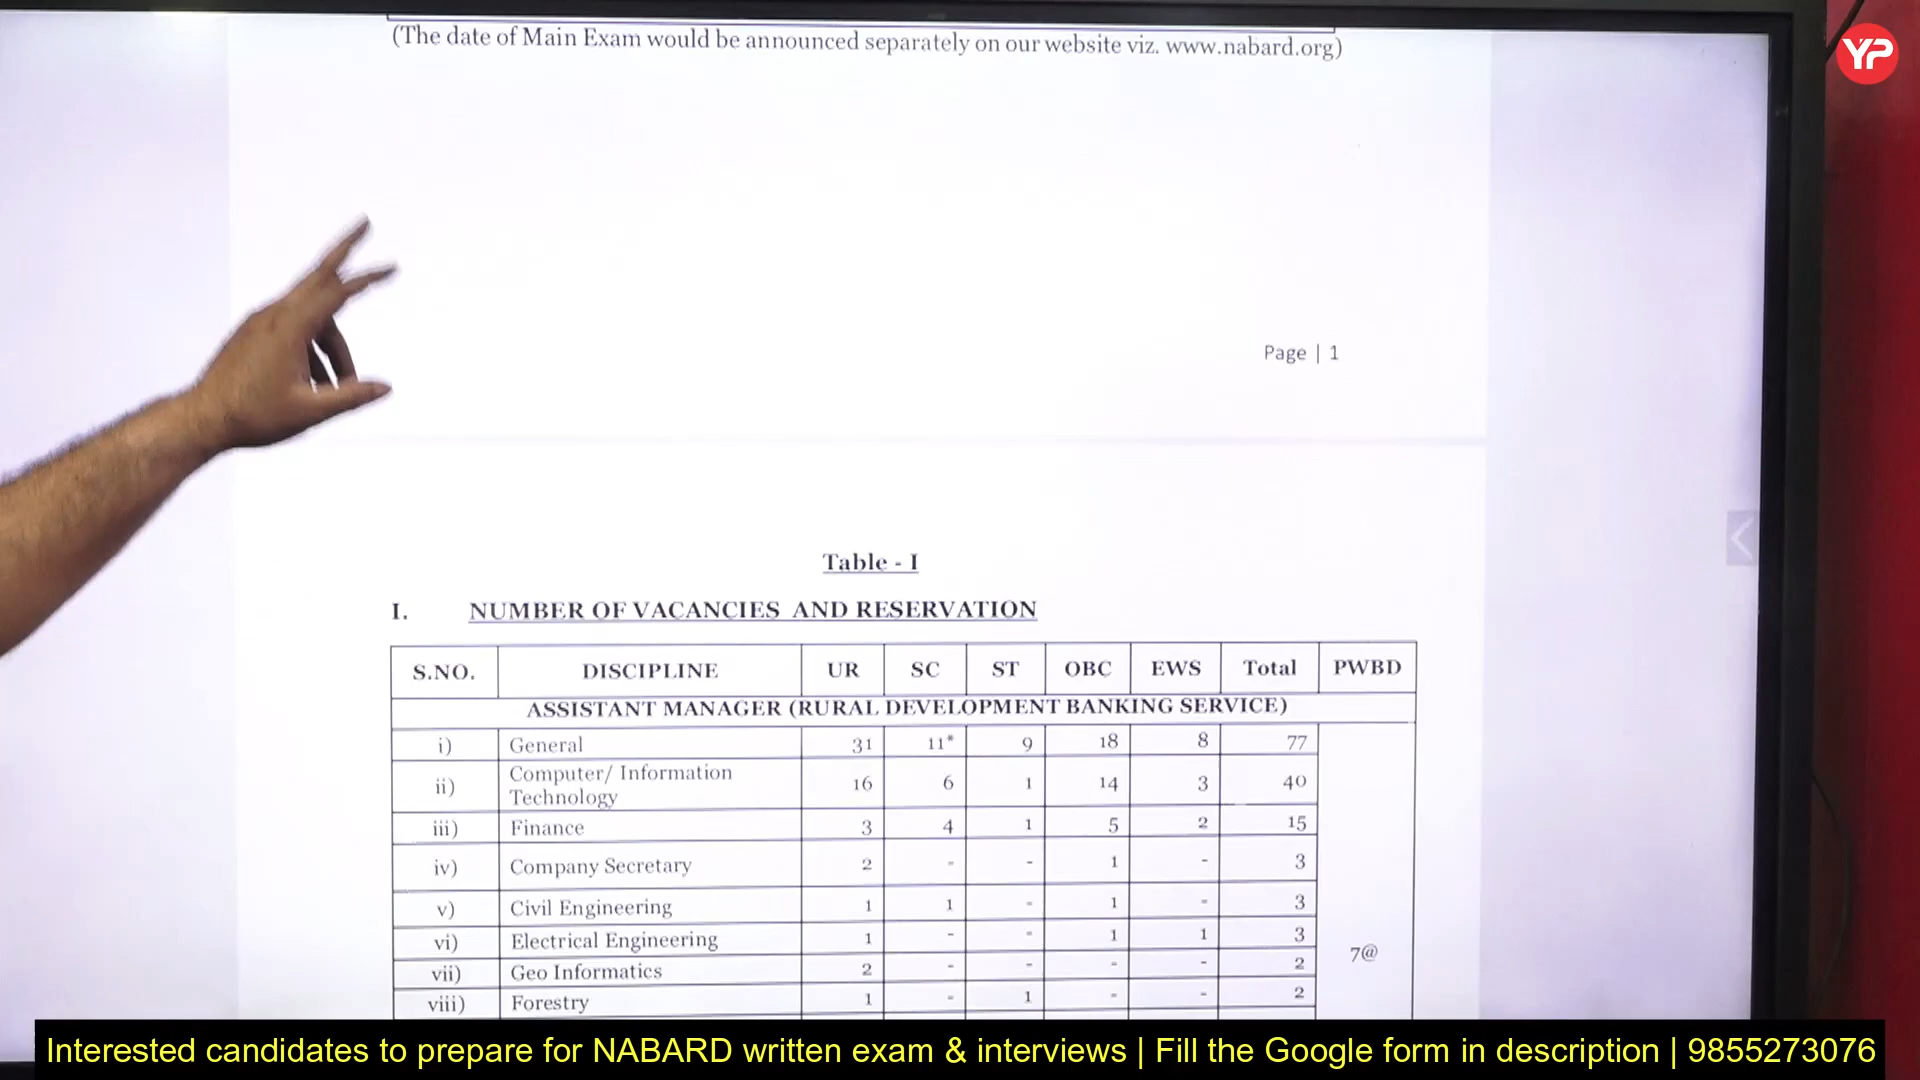 (The date of Main Exam would be announced separately on our website viz. www.nabard.org)
YP
Page | 1
Table - I
I. NUMBER OF VACANCIES AND RESERVATION
S.NO. DISCIPLINE UR SC ST OBC EWS Total PWBD
ASSISTANT MANAGER (RURAL DEVELOPMENT BANKING SERVICE)
i) General 31 11* 9 18 8 77
ii) Computer/ Information Technology 16 6 1 14 3 40
iii) Finance 3 4 1 5 2 15
iv) Company Secretary 2 - - 1 - 3
v) Civil Engineering 1 1 - 1 - 3
vi) Electrical Engineering 1 - - 1 1 3
7@
vii) Geo Informatics 2 - - - - 2
viii) Forestry 1 - 1 - - 2
Interested candidates to prepare for NABARD written exam & interviews | Fill the Google form in description | 9855273076